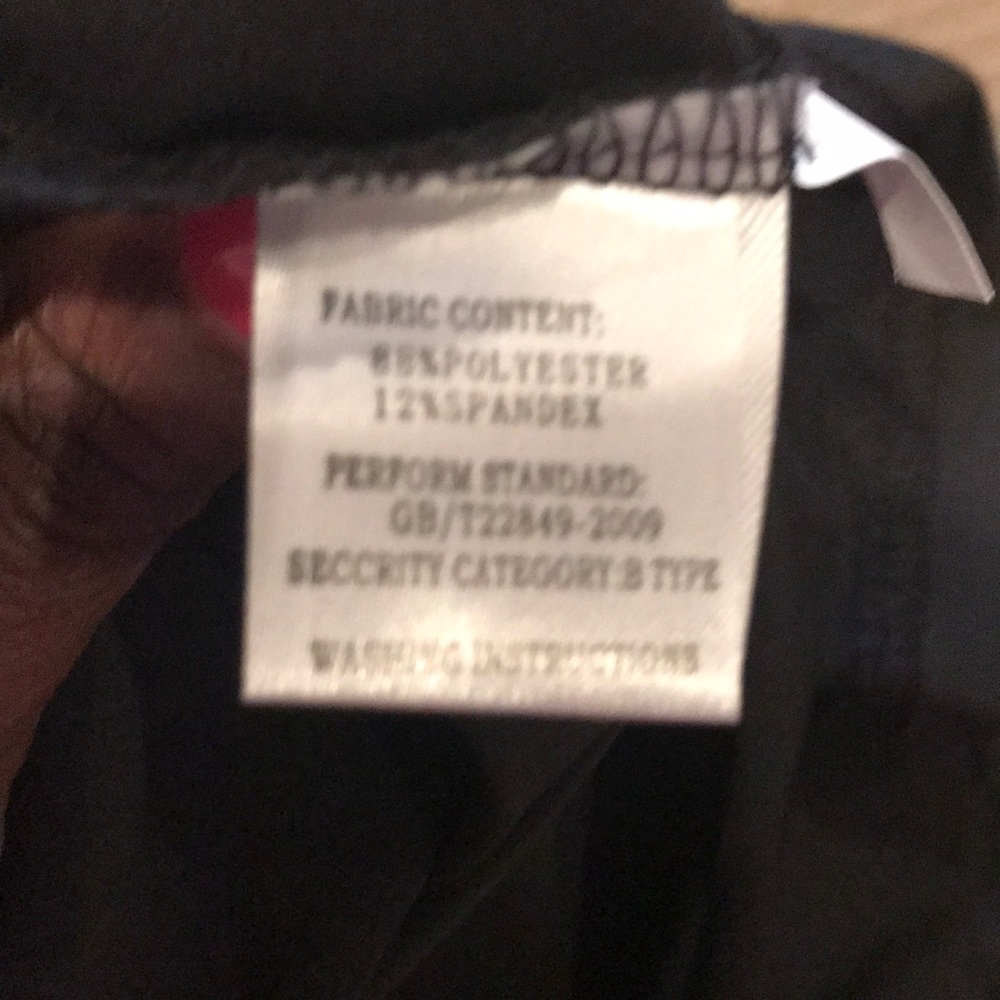 FABRIC CONTENT:
88%POLYESTER
12%SPANDEX
PERFORM STANDARD:
GB/T22849-2009
SECCRITY CATEGORY:B TYPE
WASHING INSTRUCTIONS